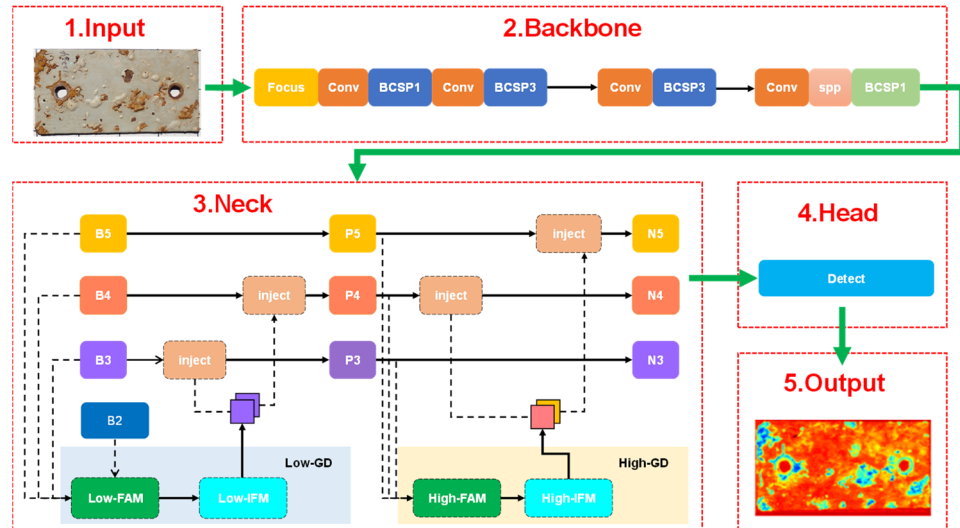 1.Input
2.Backbone
Focus Conv BCSP1 Conv BCSP3 Conv BCSP3 Conv spp BCSP1
3.Neck
B5 P5 inject N5
B4 inject P4 inject N4
B3 inject P3 N3
B2
Low-GD
Low-FAM Low-IFM
High-GD
High-FAM High-IFM
4.Head
Detect
5.Output